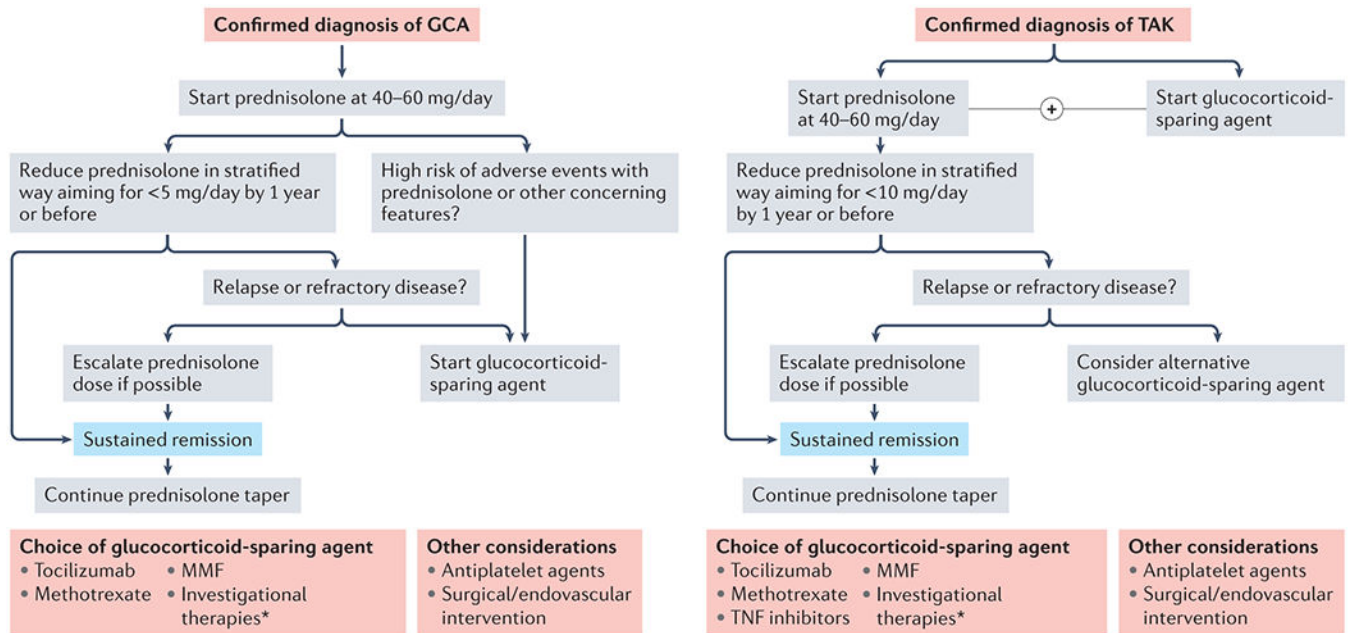 Confirmed diagnosis of GCA
Start prednisolone at 40–60 mg/day
Reduce prednisolone in stratified
way aiming for <5 mg/day by 1 year
or before
High risk of adverse events with
prednisolone or other concerning
features?
Relapse or refractory disease?
Escalate prednisolone
dose if possible
Start glucocorticoid-
sparing agent
Sustained remission
Continue prednisolone taper
Choice of glucocorticoid-sparing agent
• Tocilizumab
• Methotrexate
• MMF
• Investigational
therapies*
Other considerations
• Antiplatelet agents
• Surgical/endovascular
intervention
Confirmed diagnosis of TAK
Start prednisolone
at 40–60 mg/day
+
Start glucocorticoid-
sparing agent
Reduce prednisolone in stratified
way aiming for <10 mg/day
by 1 year or before
Relapse or refractory disease?
Escalate prednisolone
dose if possible
Consider alternative
glucocorticoid-sparing agent
Sustained remission
Continue prednisolone taper
Choice of glucocorticoid-sparing agent
• Tocilizumab
• Methotrexate
• TNF inhibitors
• MMF
• Investigational
therapies*
Other considerations
• Antiplatelet agents
• Surgical/endovascular
intervention